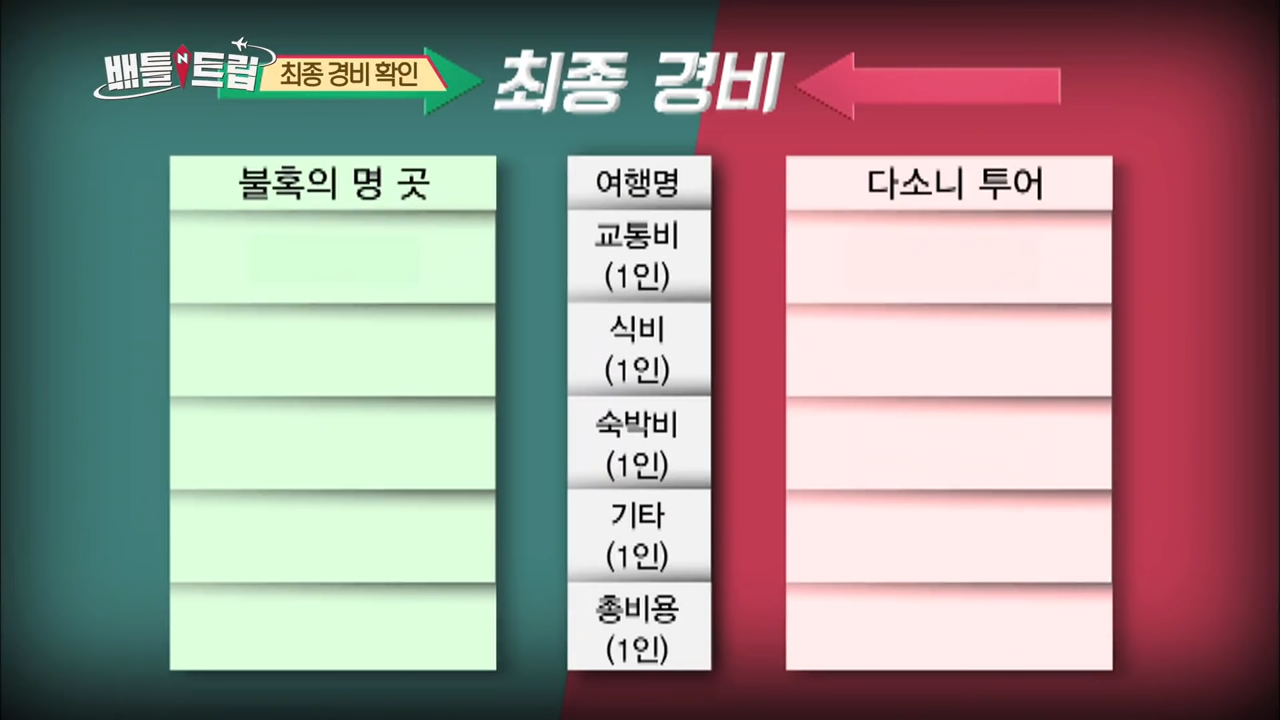 배틀트립 최종 경비 확인
최종 경비
불혹의 명 곳 여행명 다소니 투어
교통비
(1인)
식비
(1인)
숙박비
(1인)
기타
(1인)
총비용
(1인)